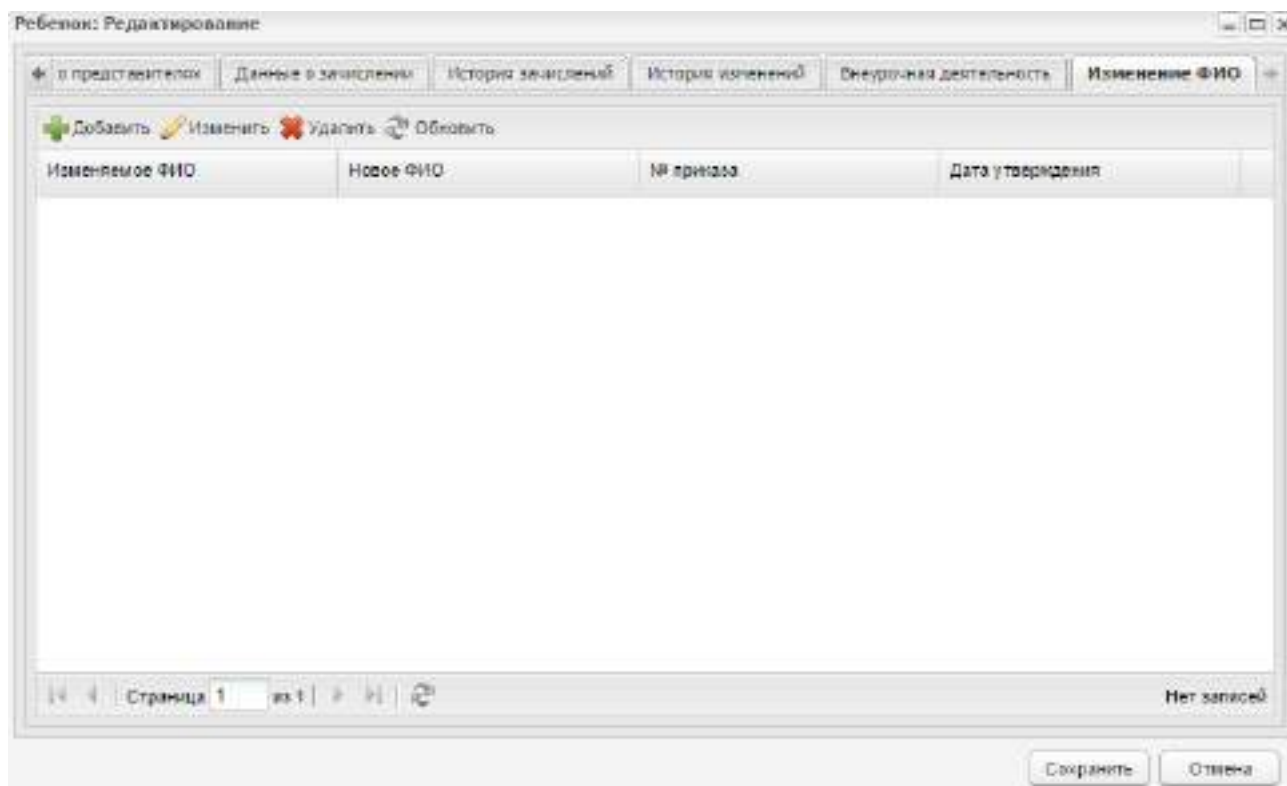 Ребенок: Редактирование
о представителях Данные о зачислении История зачислений История изменений Внеурочная деятельность Изменение ФИО
Добавить Изменить Удалить Обновить
Изменяемое ФИО Новое ФИО № приказа Дата утверждения
Страница 1 из 1 Нет записей
Сохранить Отмена